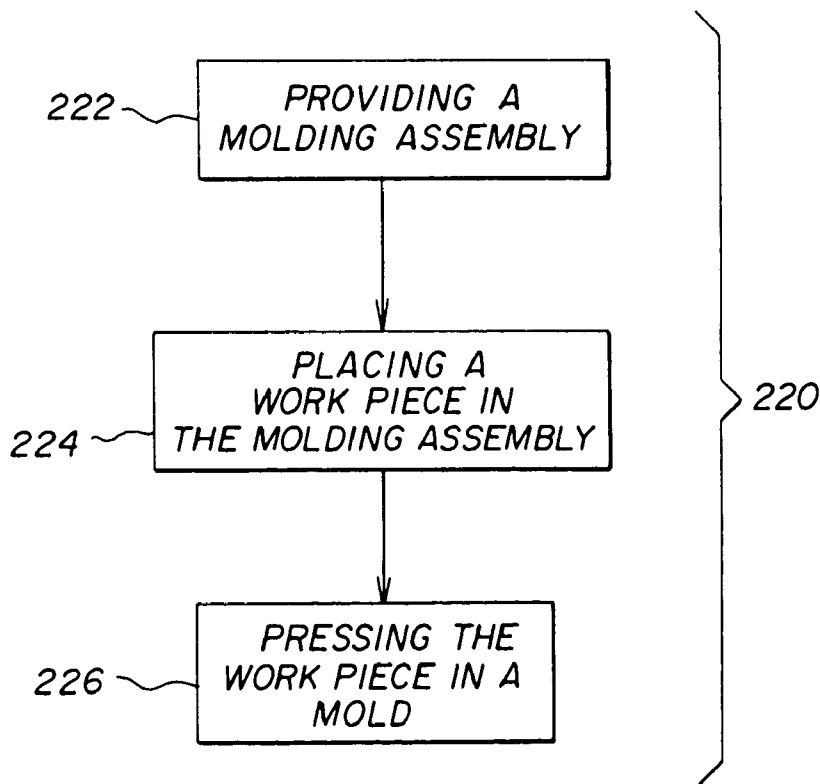 222
PROVIDING A
MOLDING ASSEMBLY
PLACING A
WORK PIECE IN
THE MOLDING ASSEMBLY
224
220
PRESSING THE
WORK PIECE IN A
MOLD
226